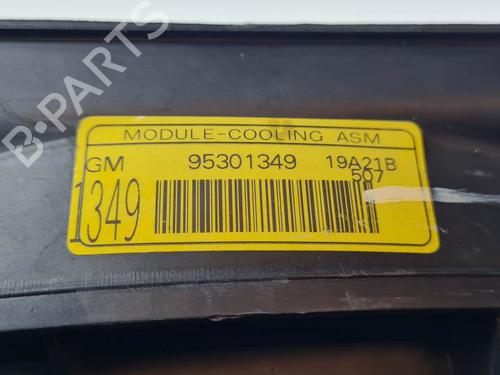 B-PARTS
MODULE-COOLING ASM
GM 95301349 19A21B
1349 507